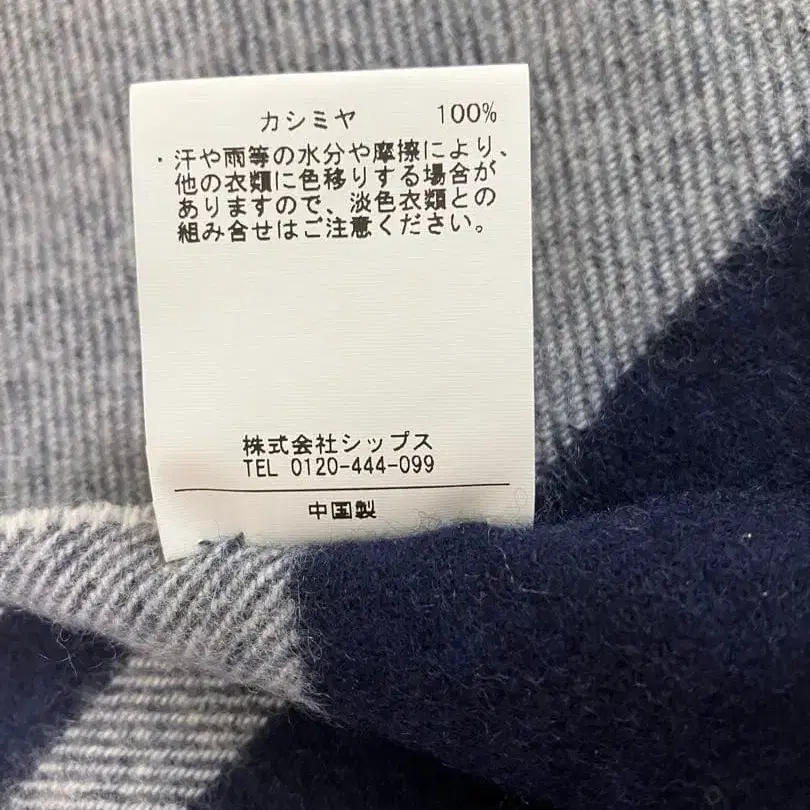 カシミヤ 100%
・汗や雨等の水分や摩擦により、
他の衣類に色移りする場合が
ありますので、淡色衣類との
組み合せはご注意ください。
株式会社シップス
TEL 0120-444-099
中国製